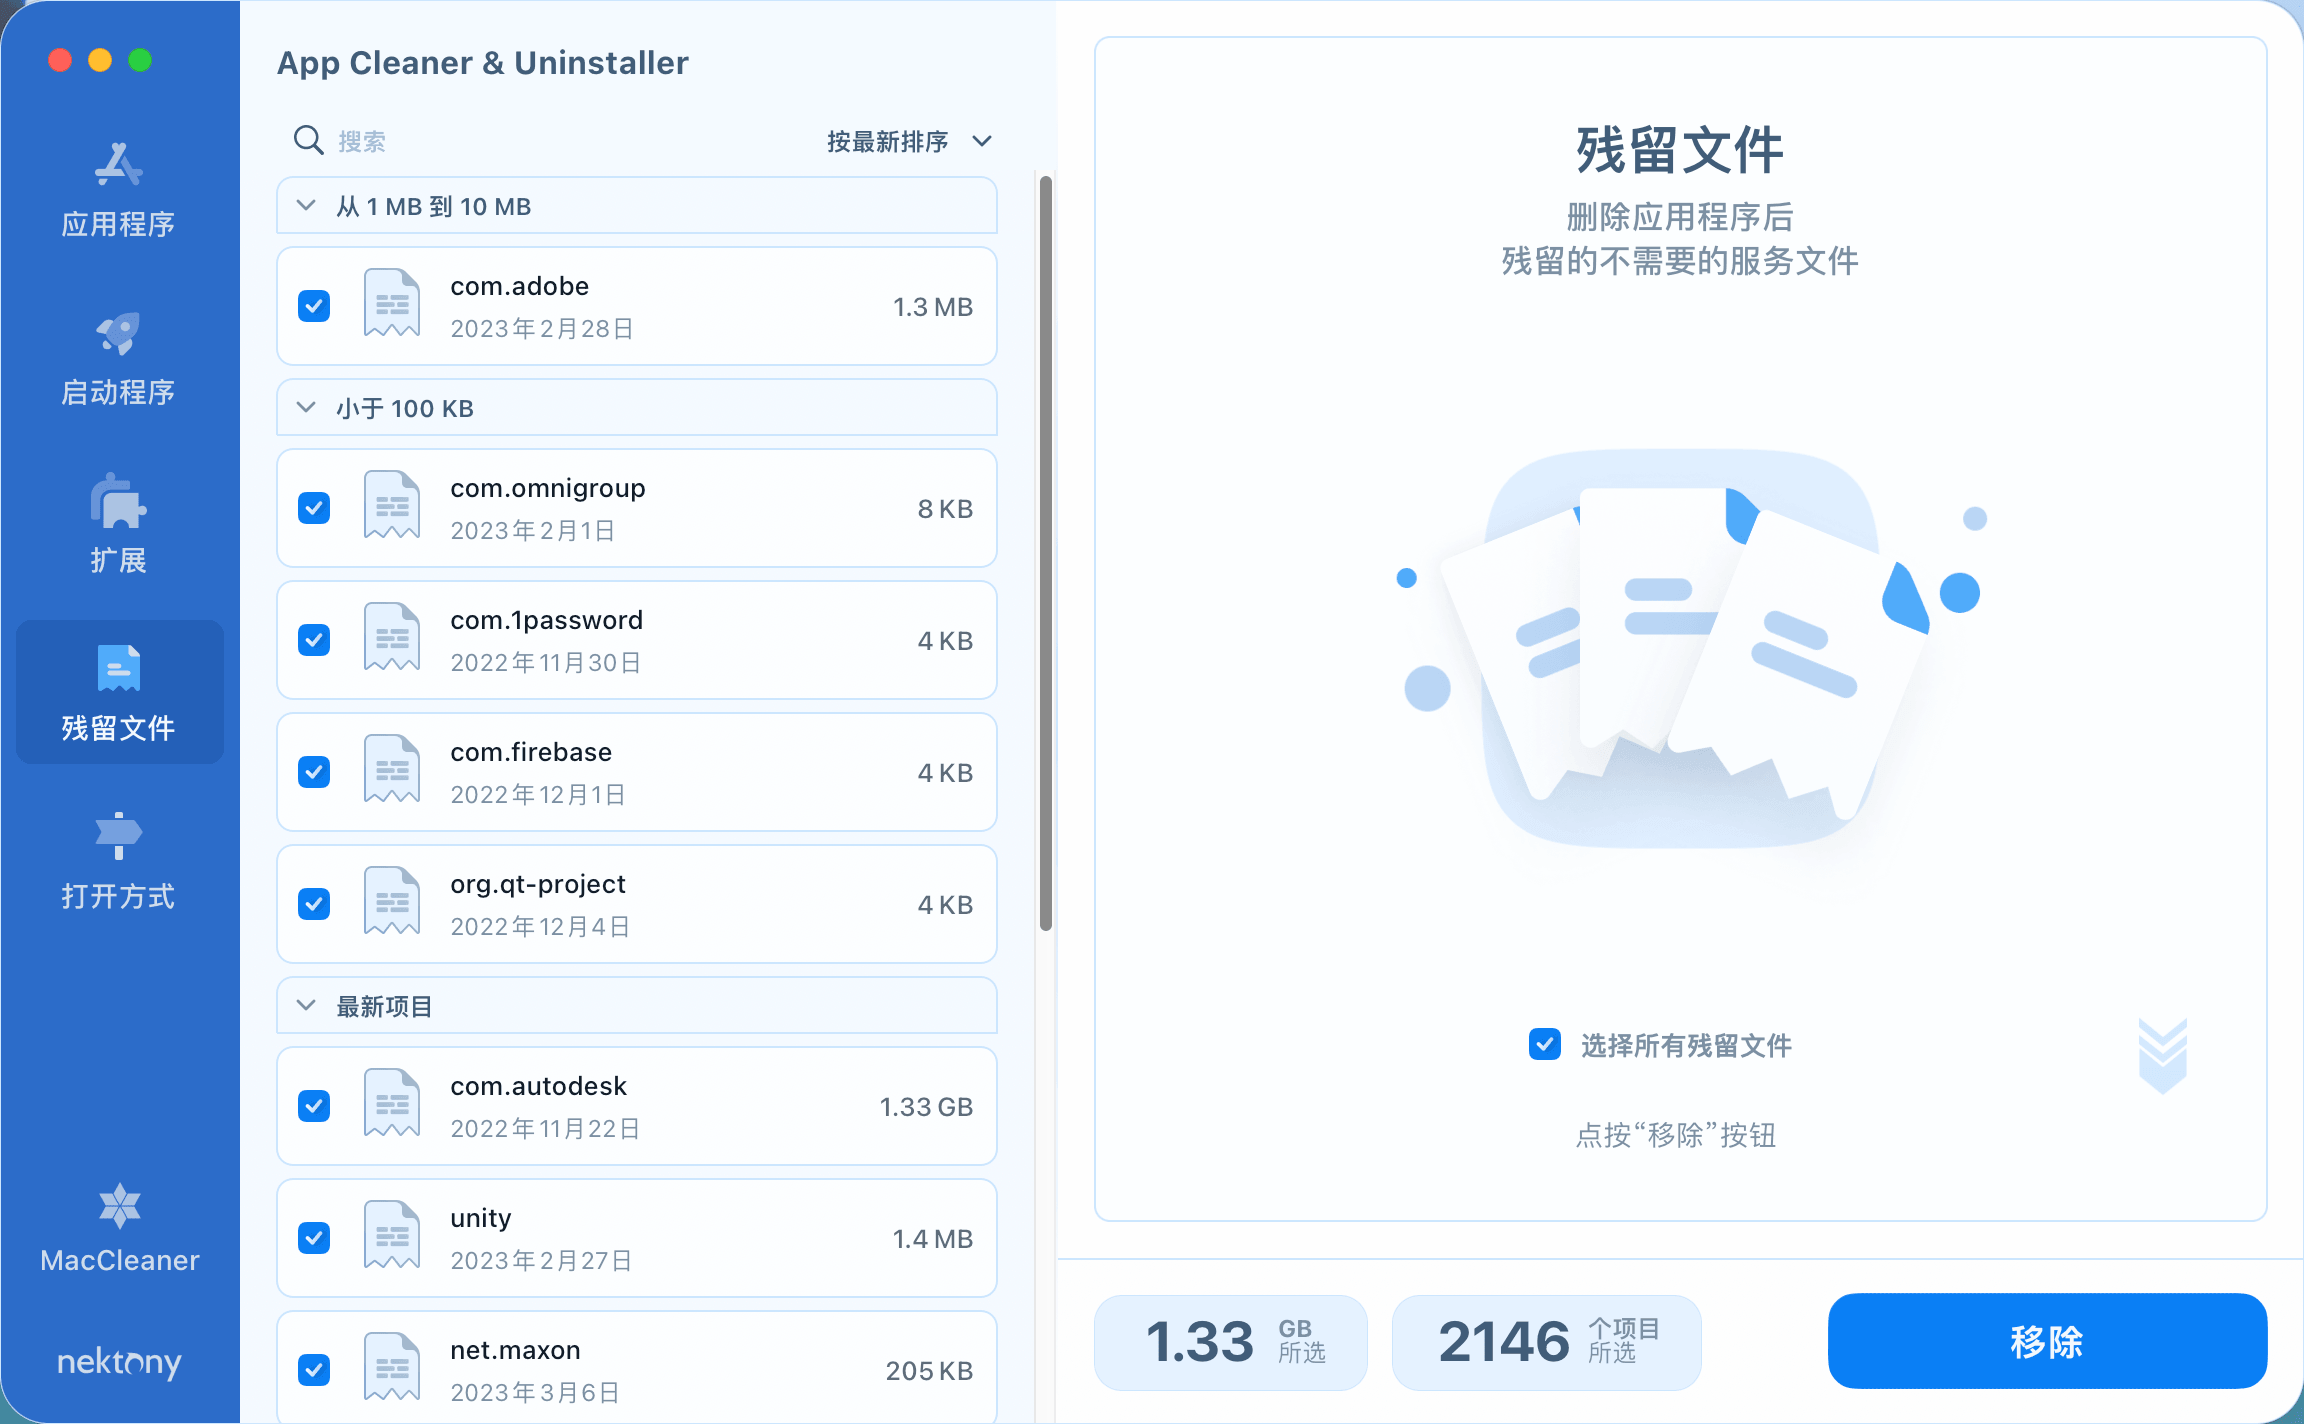 App Cleaner & Uninstaller
搜索
按最新排序
应用程序
启动程序
扩展
残留文件
打开方式
MacCleaner
nektony
从 1 MB 到 10 MB
com.adobe
2023年2月28日
1.3 MB
小于 100 KB
com.omnigroup
2023年2月1日
8 KB
com.1password
2022年11月30日
4 KB
com.firebase
2022年12月1日
4 KB
org.qt-project
2022年12月4日
4 KB
最新项目
com.autodesk
2022年11月22日
1.33 GB
unity
2023年2月27日
1.4 MB
net.maxon
2023年3月6日
205 KB
残留文件
删除应用程序后
残留的不需要的服务文件
选择所有残留文件
点按“移除”按钮
1.33 GB 所选
2146 个项目 所选
移除